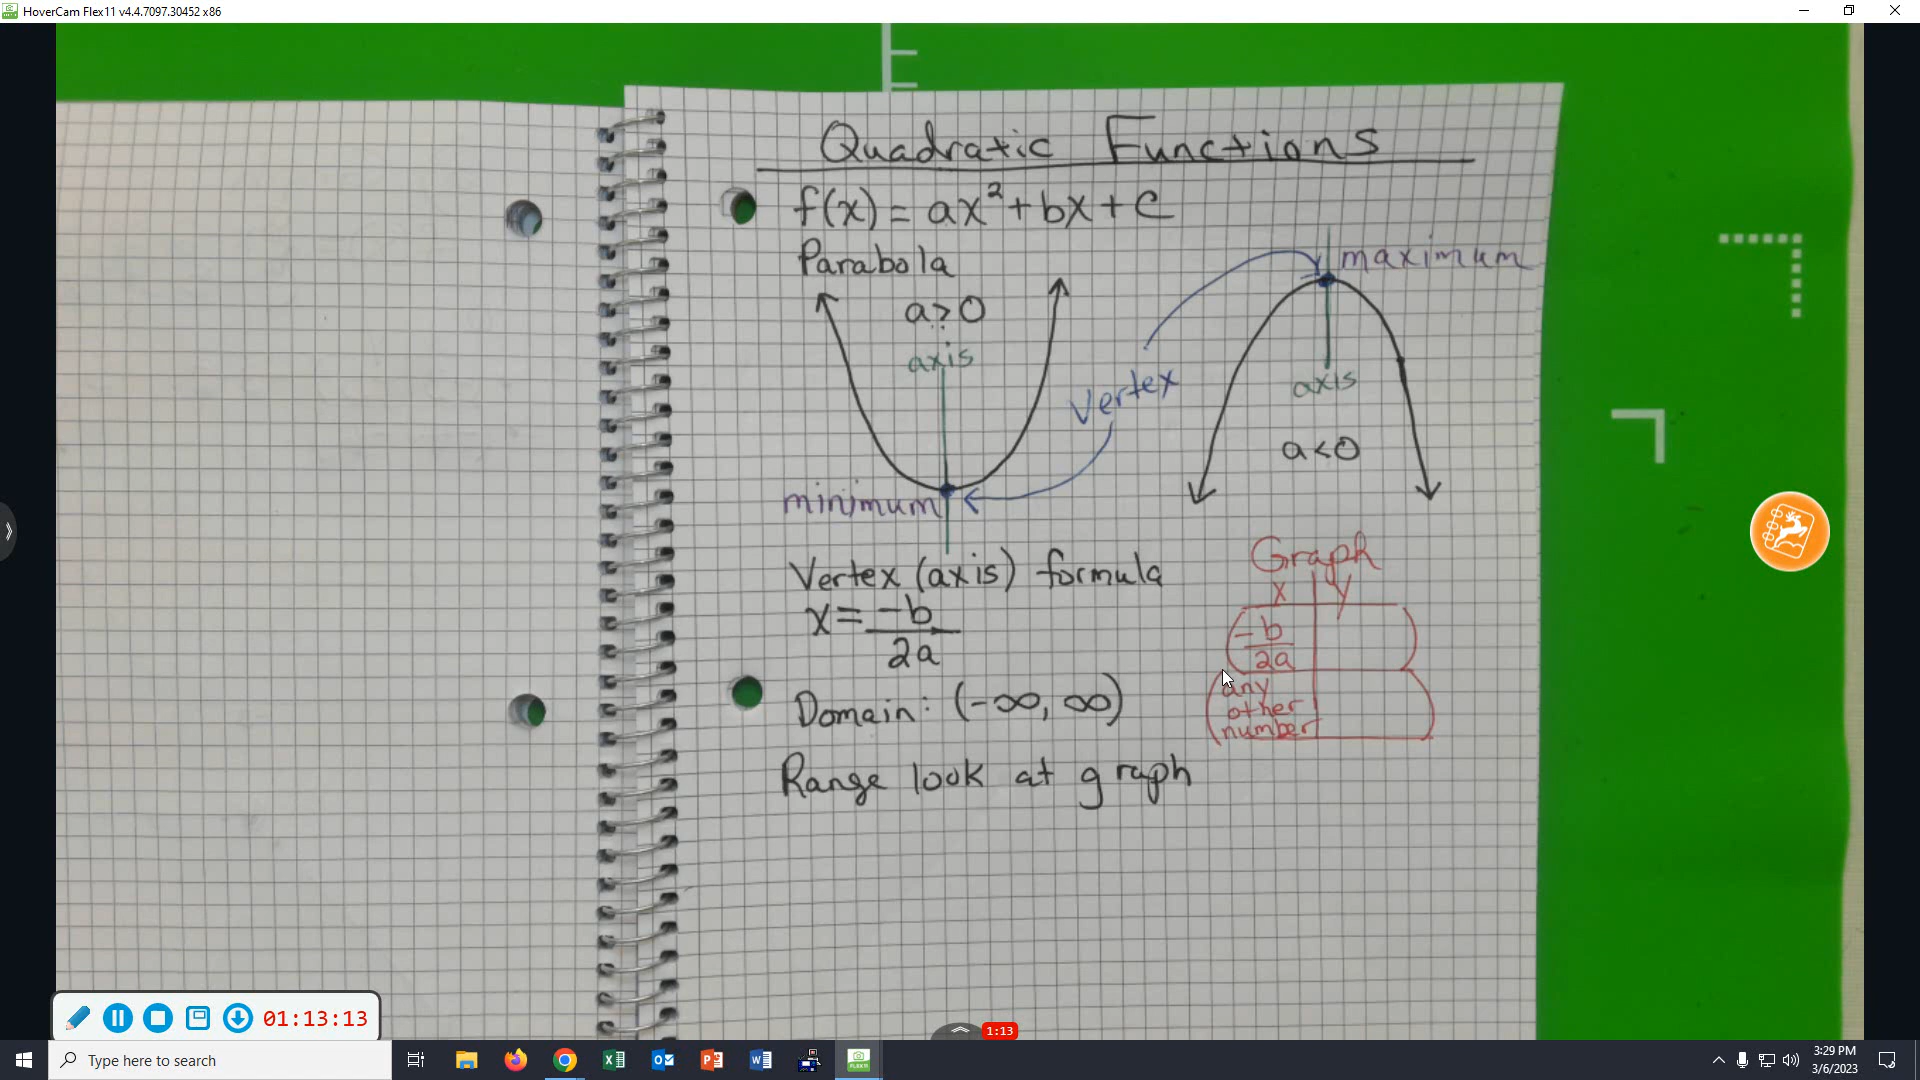 HoverCam Flex11 v4.4.7097.30452 x86
Quadratic Functions
f(x) = ax²+bx+c
Parabola
maximum
a>0
axis
Vertex
axis
a<0
minimum
Vertex (axis) formula
x = -b
2a
Graph
x y
-b
2a
any
other
number
Domain: (-∞, ∞)
Range look at graph
01:13:13
1:13
Type here to search
3:29 PM
3/6/2023